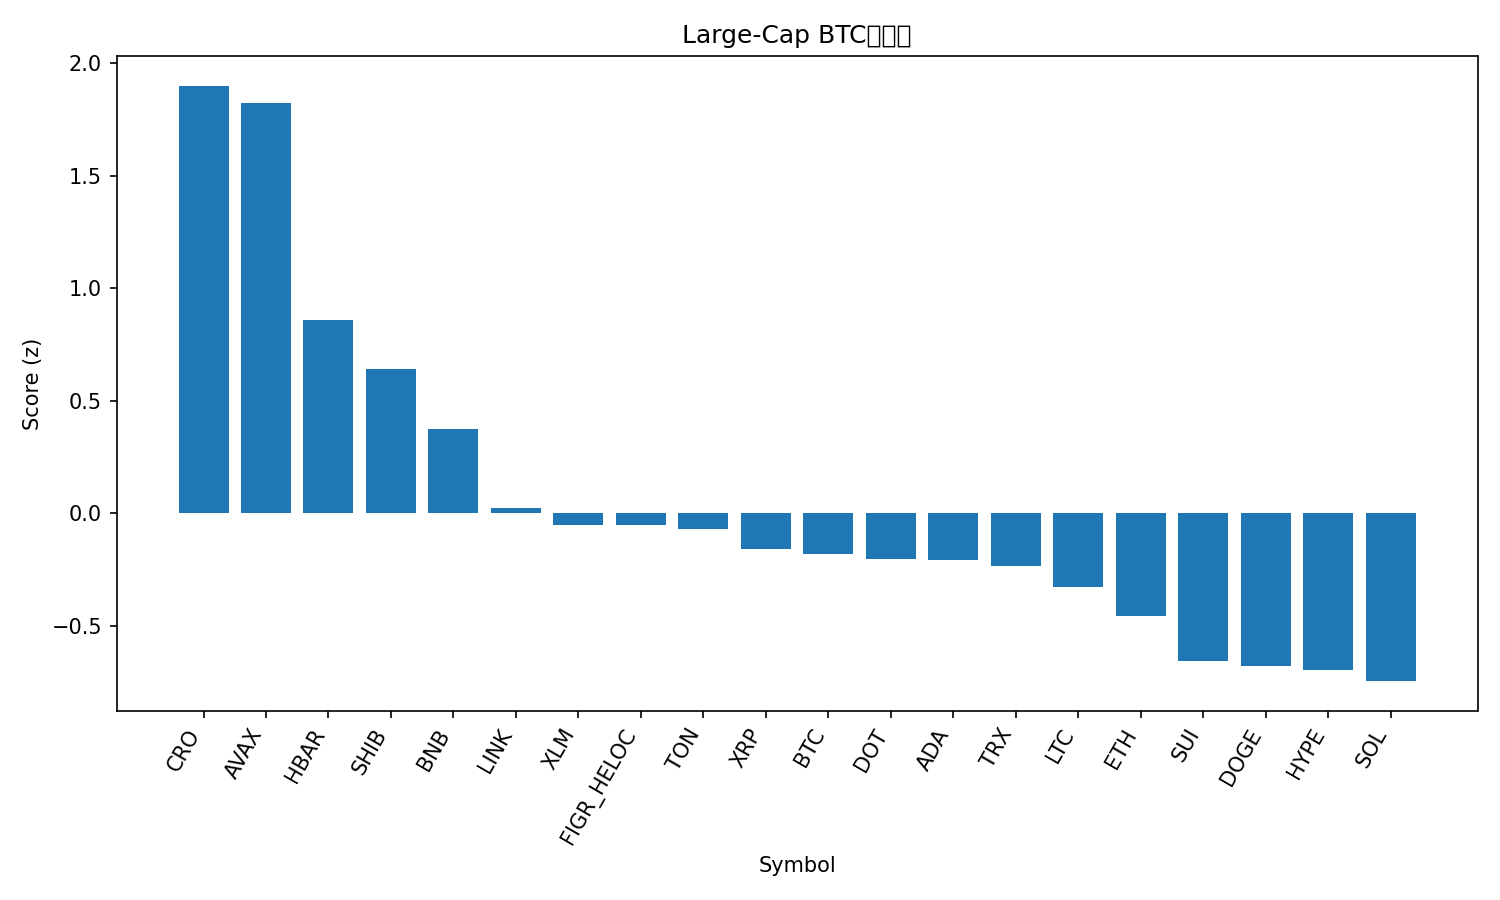 Large-Cap BTC
2.0
1.5
1.0
0.5
0.0
−0.5
Score (z)
CRO
AVAX
HBAR
SHIB
BNB
LINK
XLM
FIGR_HELOC
TON
XRP
BTC
DOT
ADA
TRX
LTC
ETH
SUI
DOGE
HYPE
SOL
Symbol